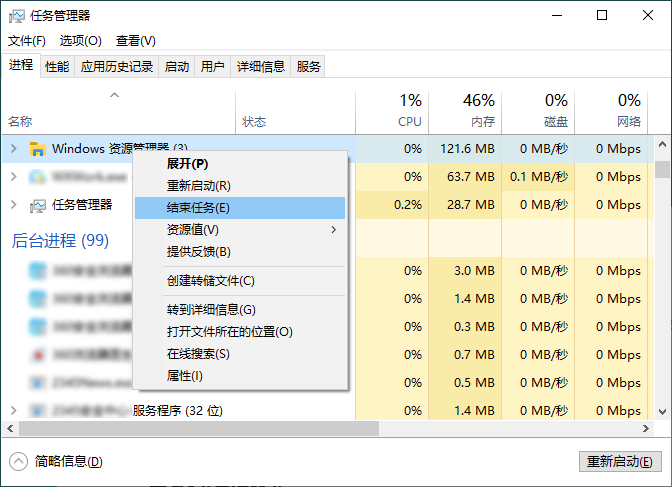 任务管理器
文件(F) 选项(O) 查看(V)
进程 性能 应用历史记录 启动 用户 详细信息 服务
1% 46% 0% 0%
名称 状态 CPU 内存 磁盘 网络
Windows 资源管理器 (3) 0% 121.6 MB 0 MB/秒 0 Mbps
0% 63.7 MB 0.1 MB/秒 0 Mbps
任务管理器 0.2% 28.7 MB 0 MB/秒 0 Mbps
后台进程 (99)
0% 3.0 MB 0 MB/秒 0 Mbps
0% 1.4 MB 0 MB/秒 0 Mbps
0% 0.3 MB 0 MB/秒 0 Mbps
0% 0.7 MB 0 MB/秒 0 Mbps
0% 0.5 MB 0 MB/秒 0 Mbps
服务程序 (32 位) 0% 1.4 MB 0 MB/秒 0 Mbps
展开(P)
重新启动(R)
结束任务(E)
资源值(V)
提供反馈(B)
创建转储文件(C)
转到详细信息(G)
打开文件所在的位置(O)
在线搜索(S)
属性(I)
简略信息(D) 重新启动(E)